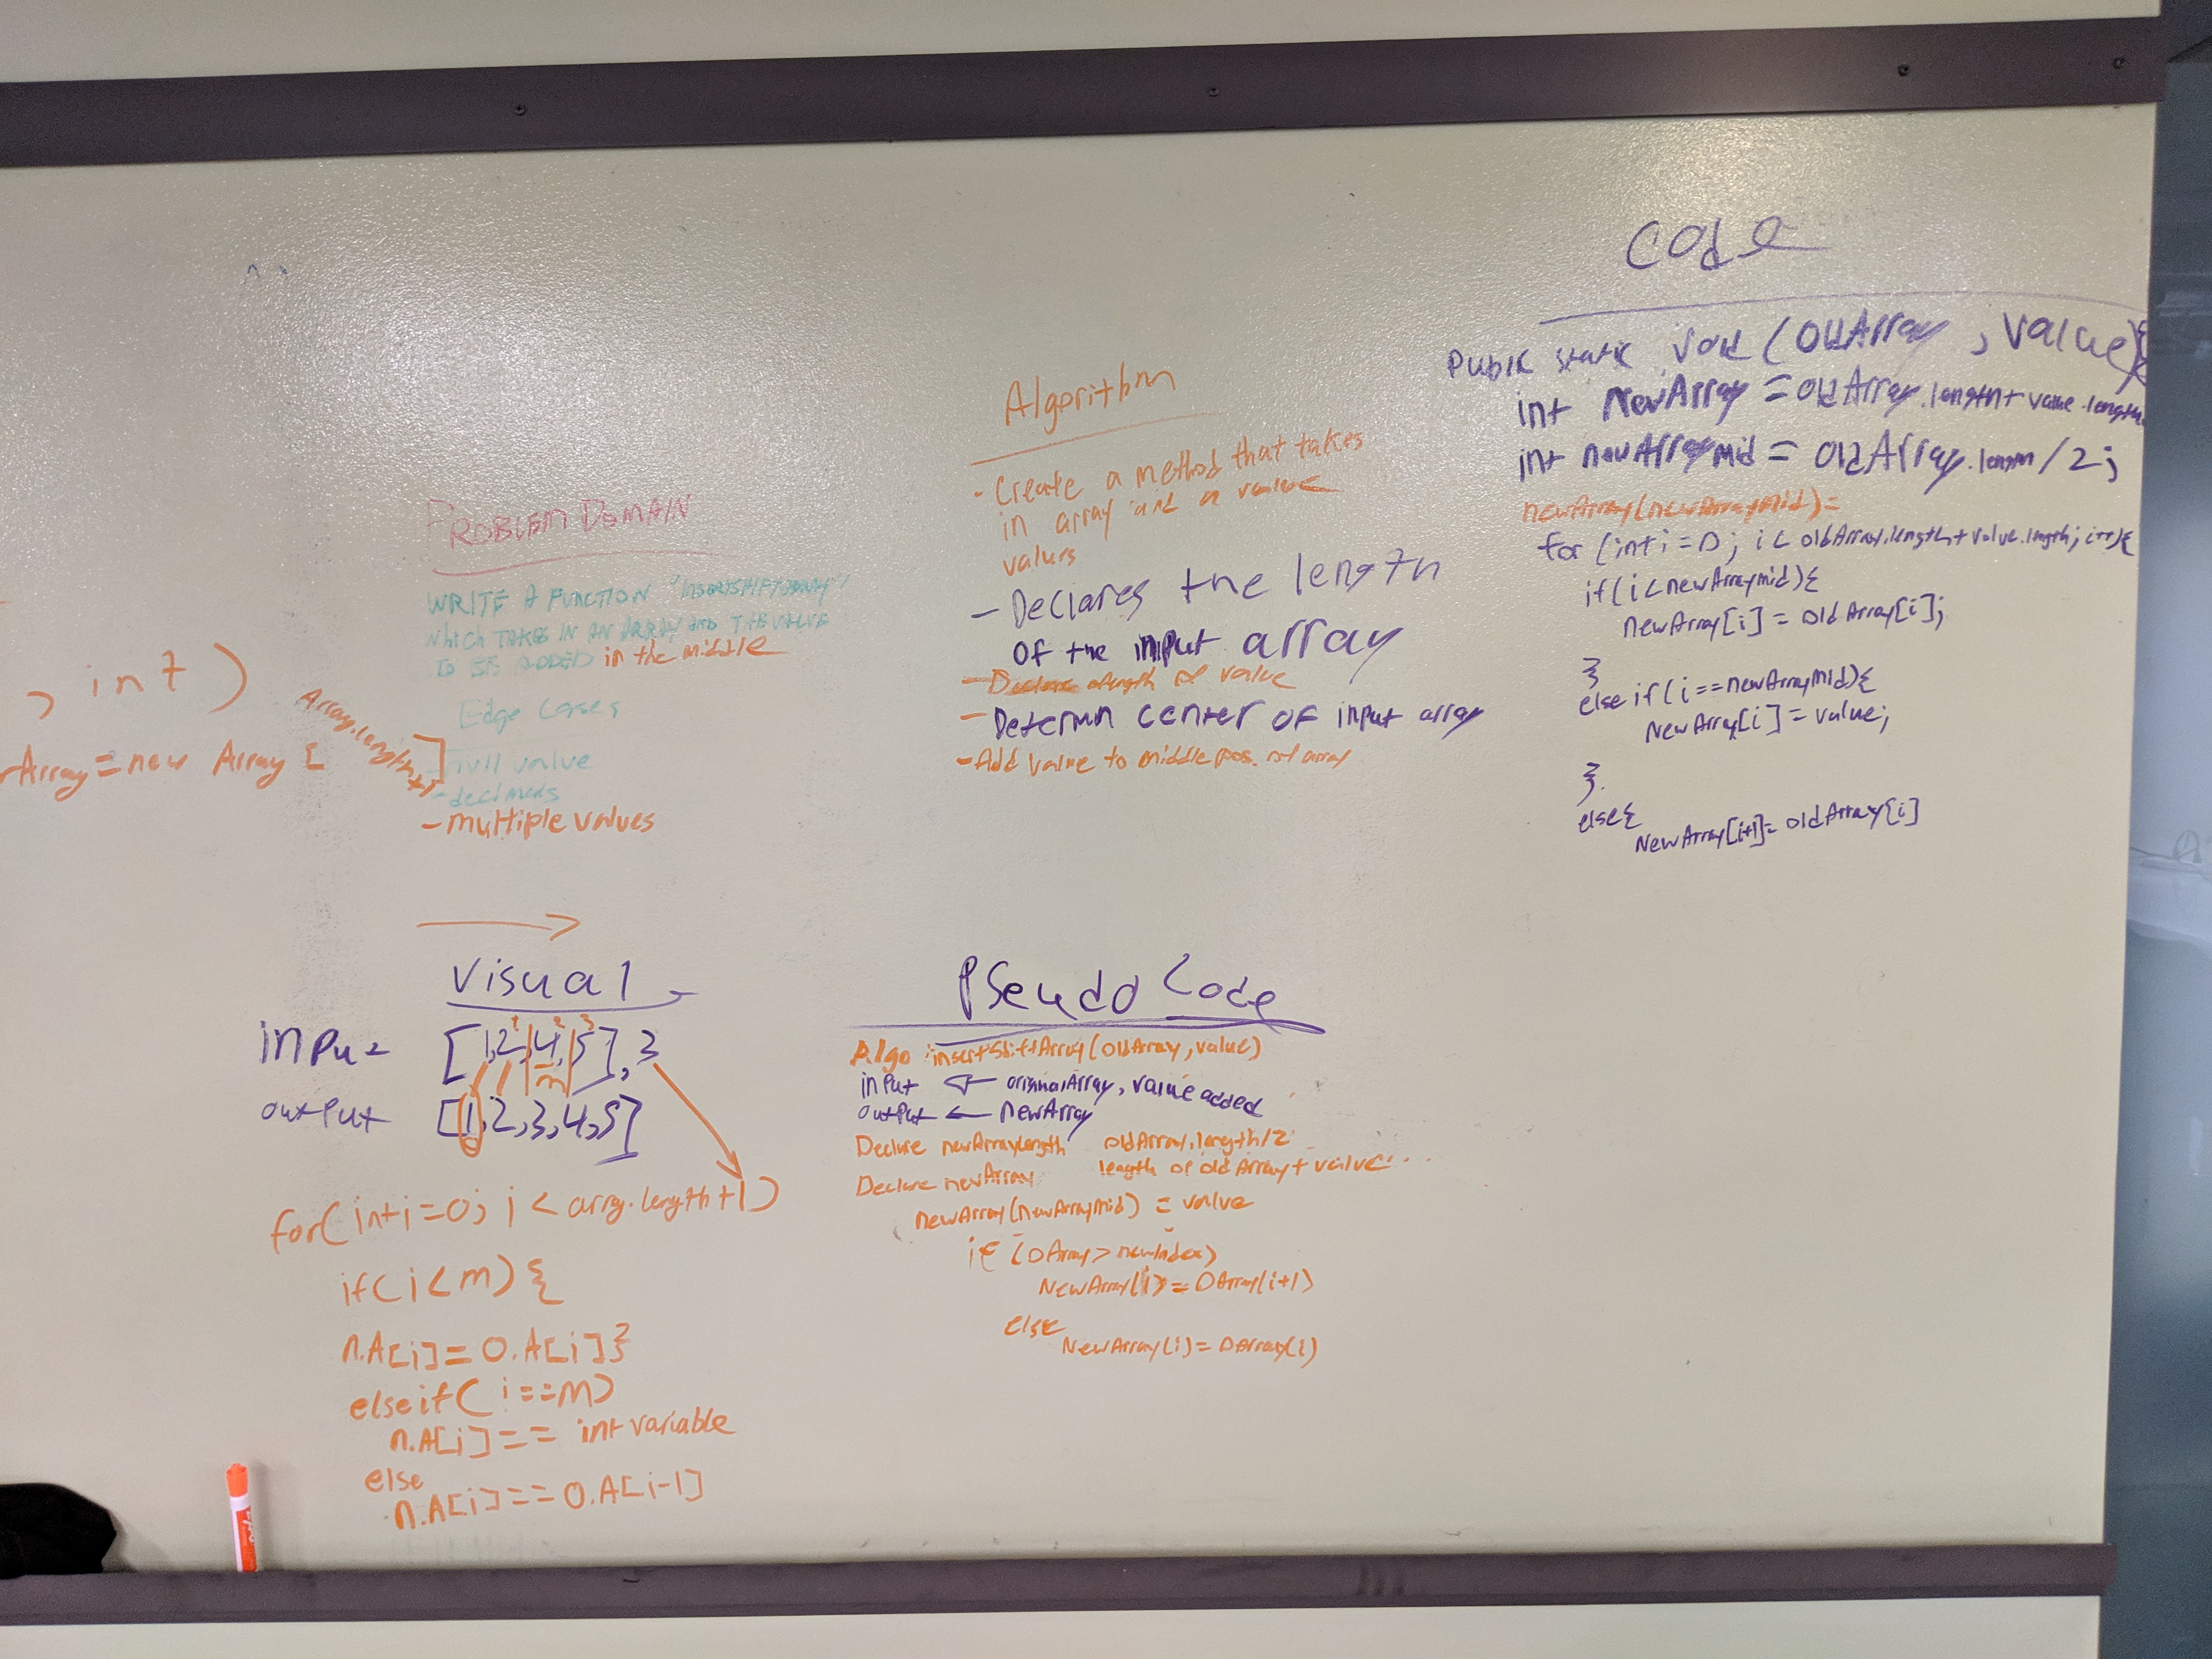 , int )
rArray = new Array [ Array.length+1 ]
PROBLEM DOMAIN
WRITE A FUNCTION "INSERTSHIFTARRAY"
WHICH TAKES IN AN ARRAY AND THE VALUE
TO BE ADDED in the middle
Edge Cases
- null value
- decimals
- multiple values
Algorithm
- Create a method that takes
in array and a value
values
- Declares the length
of the input array
- Declare length of value
- Determin center of input array
- Add value to middle pos. of array
Code
Public static void (OldArray, value){
int NewArray = oldArray.length + value.length
int newArraymid = oldArray.length/2;
newArray(newArrayMid)=
for (int i=0; i< oldArray.length + value.length; i++){
if(i<newArraymid){
newArray[i] = oldArray[i];
}
else if(i==newArrayMid){
NewArray[i] = value;
}
else{
NewArray[i+1]= oldArray[i]
Visual
1 2 3
input [1,2,|4,|5], 3
m
output [1,2,3,4,5]
for(int i=0; i < array.length+1)
if(i<m) {
n.A[i] = O.A[i]}
else if( i==m)
n.A[i]== int variable
else
n.A[i]== O.A[i-1]
Pseudo Code
Algo insertShiftArray(oldArray, value)
input ← originalArray, value added
output ← newArray
Declare newArrayLength oldArray.length/2
Declare newArray length of oldArray + value...
newArray(newArrayMid) = value
if (OArray > newIndex)
NewArray(i) = OArray(i+1)
else
NewArray(i) = OArray(i)